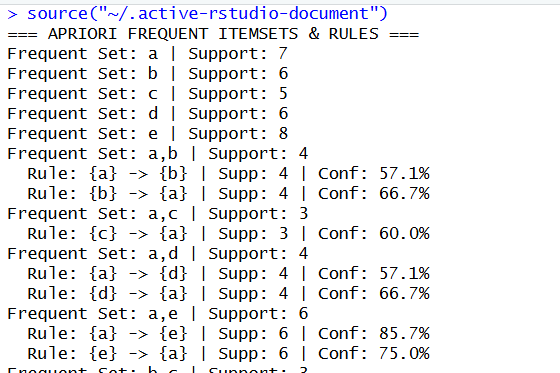 > source("~/.active-rstudio-document")
=== APRIORI FREQUENT ITEMSETS & RULES ===
Frequent Set: a | Support: 7
Frequent Set: b | Support: 6
Frequent Set: c | Support: 5
Frequent Set: d | Support: 6
Frequent Set: e | Support: 8
Frequent Set: a,b | Support: 4
  Rule: {a} -> {b} | Supp: 4 | Conf: 57.1%
  Rule: {b} -> {a} | Supp: 4 | Conf: 66.7%
Frequent Set: a,c | Support: 3
  Rule: {c} -> {a} | Supp: 3 | Conf: 60.0%
Frequent Set: a,d | Support: 4
  Rule: {a} -> {d} | Supp: 4 | Conf: 57.1%
  Rule: {d} -> {a} | Supp: 4 | Conf: 66.7%
Frequent Set: a,e | Support: 6
  Rule: {a} -> {e} | Supp: 6 | Conf: 85.7%
  Rule: {e} -> {a} | Supp: 6 | Conf: 75.0%
Frequent Set: b,c | Support: 3